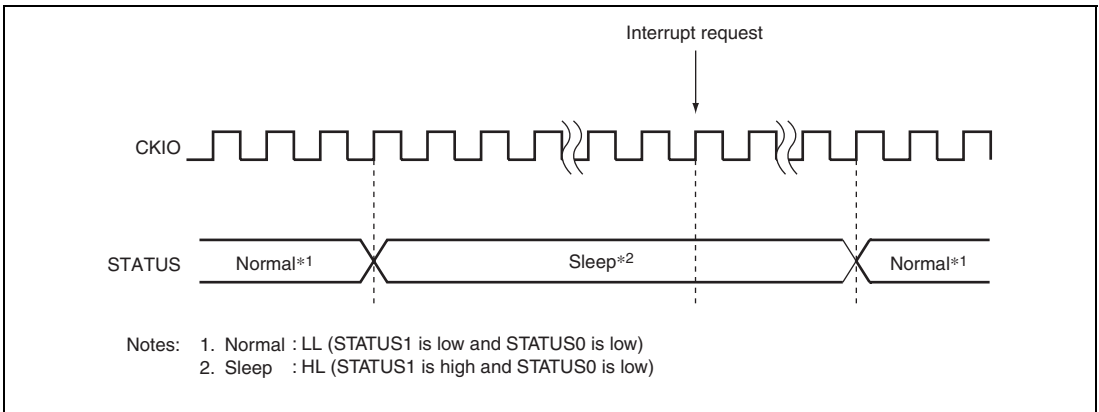 Interrupt request
CKIO
STATUS
Normal*1
Sleep*2
Normal*1
Notes: 1. Normal : LL (STATUS1 is low and STATUS0 is low)
2. Sleep : HL (STATUS1 is high and STATUS0 is low)